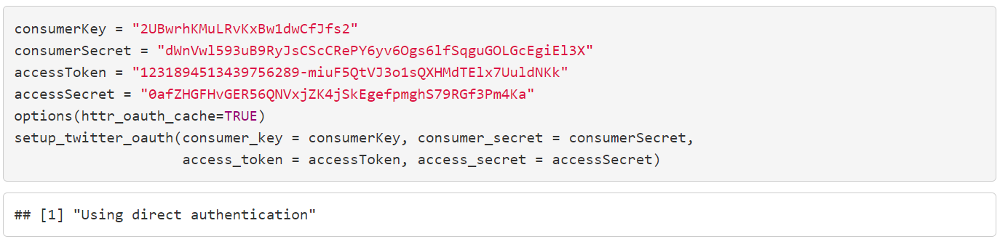 consumerKey = "2UBwrhKMuLRvKxBw1dwCfJfs2"
consumerSecret = "dWnVwl593uB9RyJsCScCRePY6yv6Ogs6lfSqguGOLGcEgiEl3X"
accessToken = "1231894513439756289-miuF5QtVJ3o1sQXHMdTElx7UuldNKk"
accessSecret = "0afZHGFHvGER56QNVxjZK4jSkEgefpmghS79RGf3Pm4Ka"
options(httr_oauth_cache=TRUE)
setup_twitter_oauth(consumer_key = consumerKey, consumer_secret = consumerSecret,
                    access_token = accessToken, access_secret = accessSecret)
## [1] "Using direct authentication"